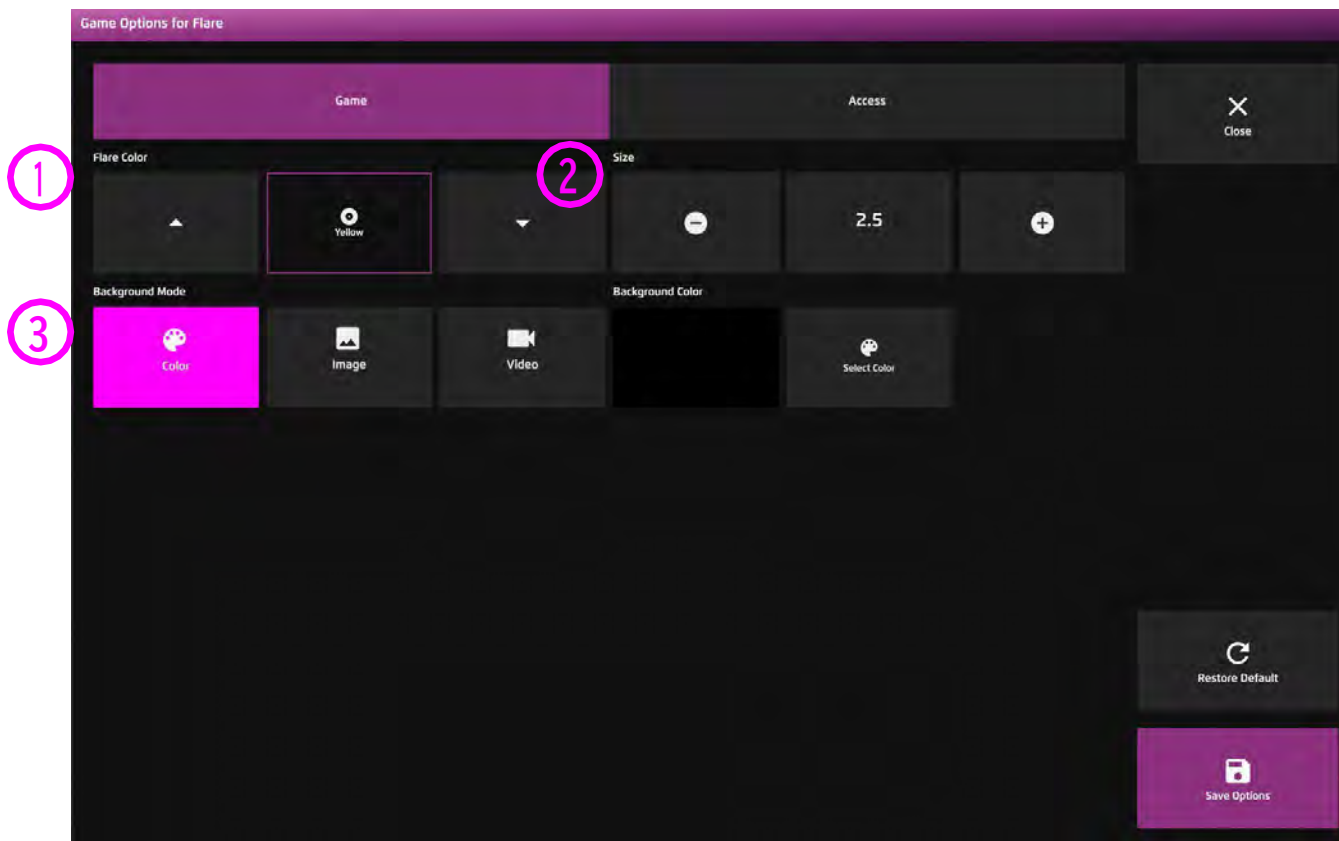 Game Options for Flare
Game
Access
Close
1
Flare Color
2
Size
Yellow
2.5
3
Background Mode
Background Color
Color
Image
Video
Select Color
Restore Default
Save Options